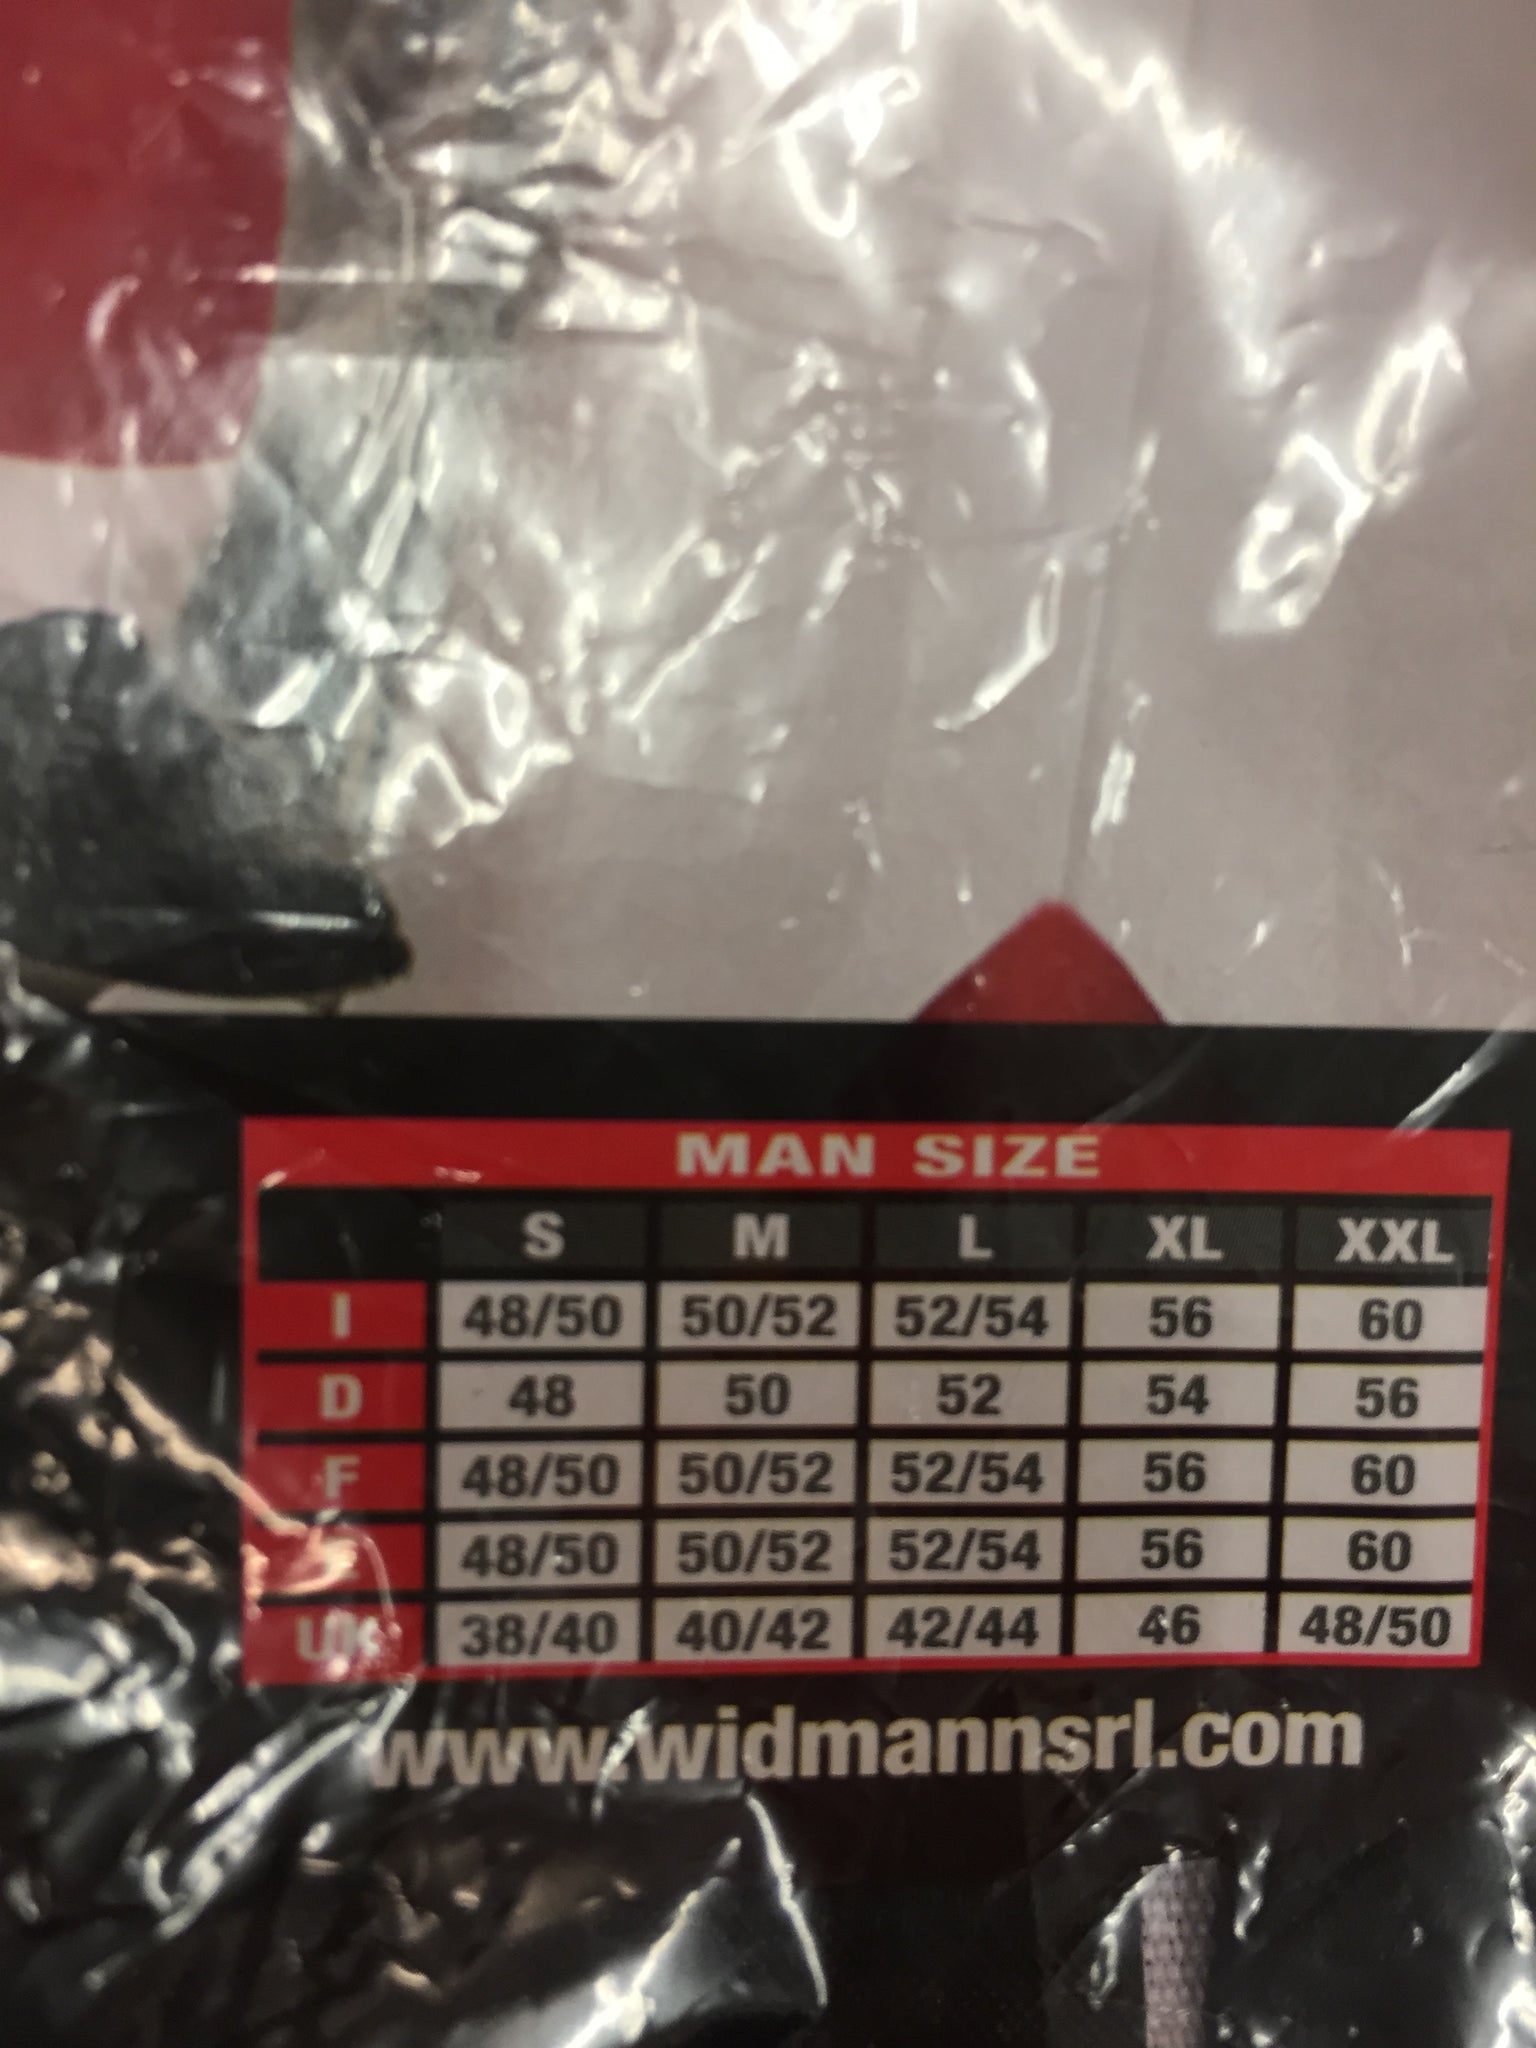 MAN SIZE
S M L XL XXL
I 48/50 50/52 52/54 56 60
D 48 50 52 54 56
F 48/50 50/52 52/54 56 60
E 48/50 50/52 52/54 56 60
UK 38/40 40/42 42/44 46 48/50
www.widmannsrl.com